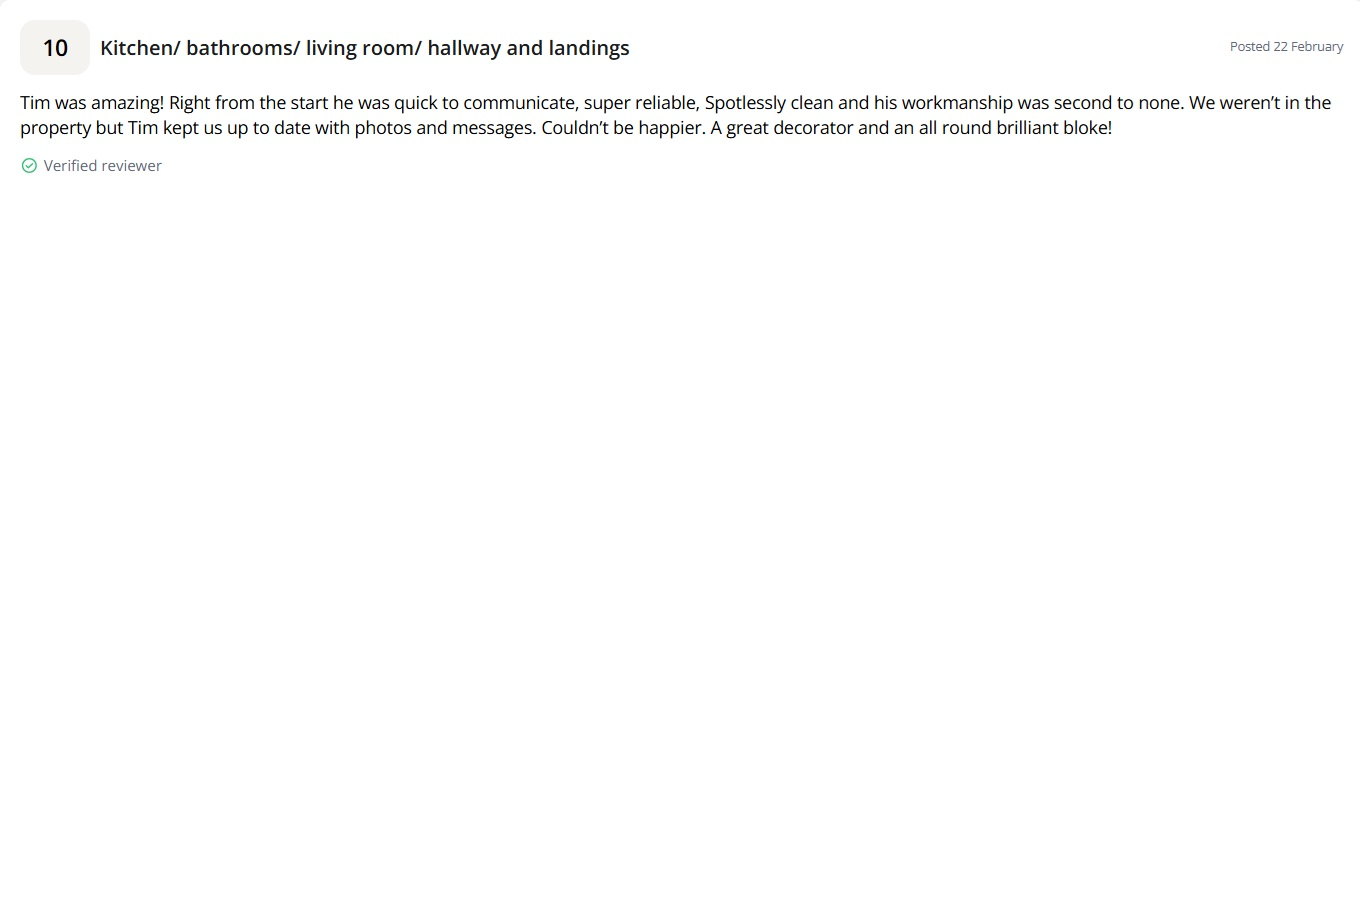 10
Kitchen/ bathrooms/ living room/ hallway and landings
Posted 22 February
Tim was amazing! Right from the start he was quick to communicate, super reliable, Spotlessly clean and his workmanship was second to none. We weren’t in the
property but Tim kept us up to date with photos and messages. Couldn’t be happier. A great decorator and an all round brilliant bloke!
Verified reviewer